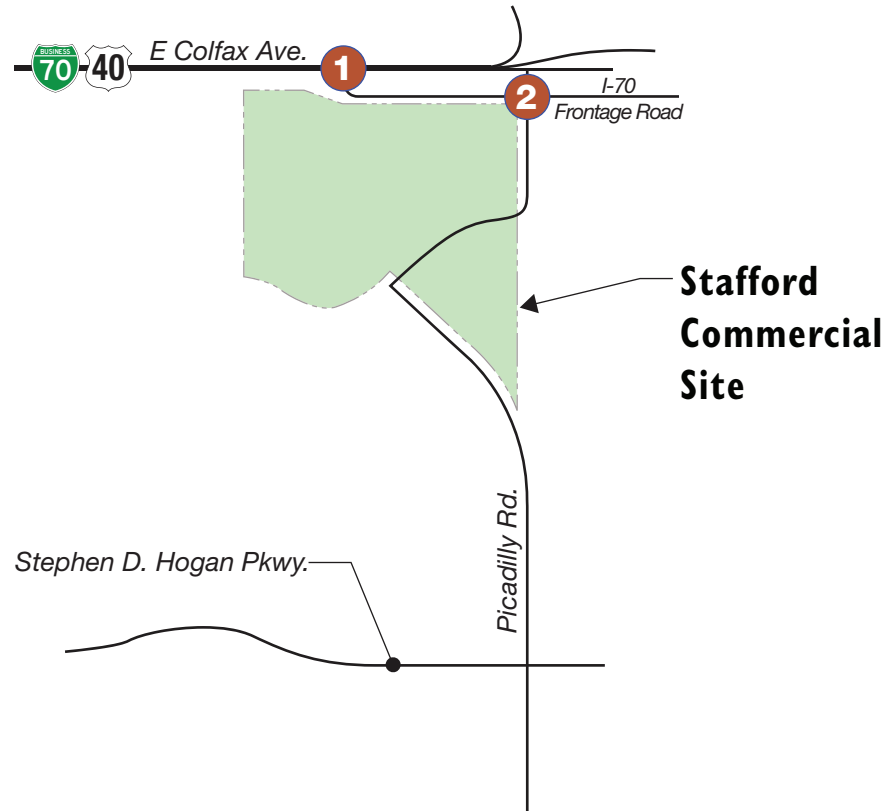 BUSINESS
70
40
E Colfax Ave.
1
2
I-70
Frontage Road
Stafford
Commercial
Site
Picadilly Rd.
Stephen D. Hogan Pkwy.